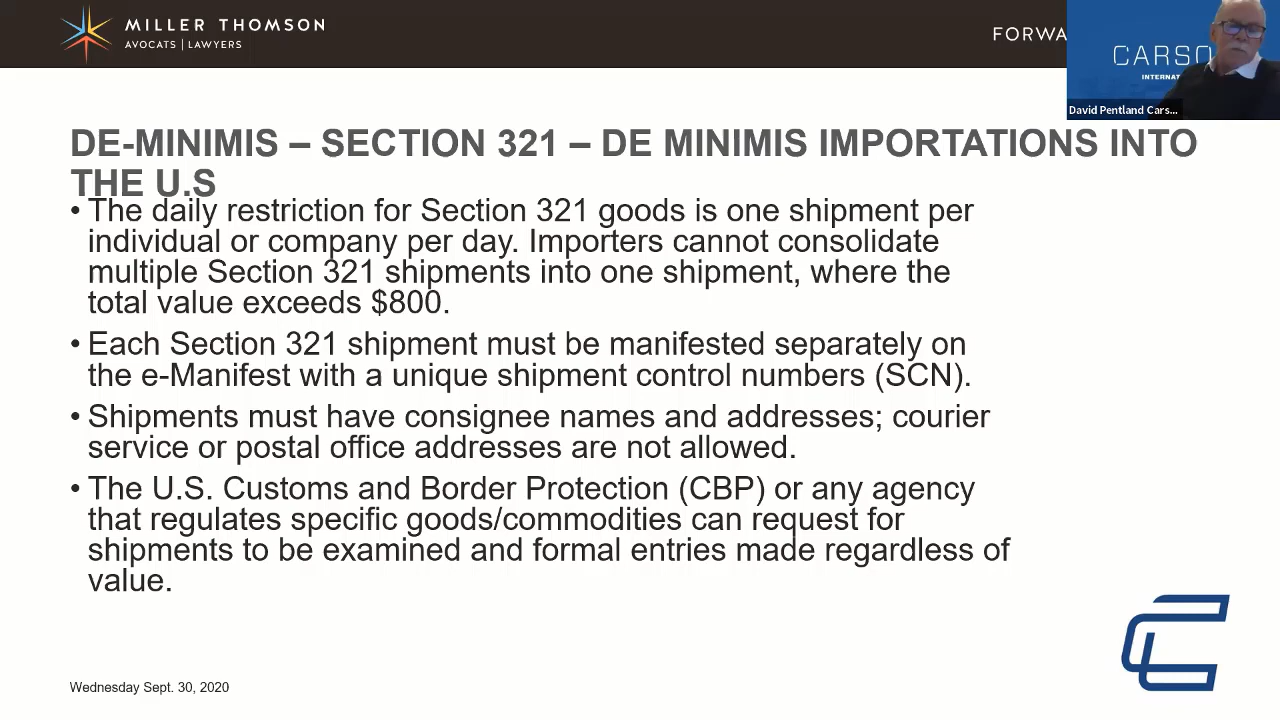 MILLER THOMSON
AVOCATS | LAWYERS
FORWA
CARSO
INTERNAT
David Pentland Cars...
DE-MINIMIS – SECTION 321 – DE MINIMIS IMPORTATIONS INTO
THE U.S
• The daily restriction for Section 321 goods is one shipment per
individual or company per day. Importers cannot consolidate
multiple Section 321 shipments into one shipment, where the
total value exceeds $800.
• Each Section 321 shipment must be manifested separately on
the e-Manifest with a unique shipment control numbers (SCN).
• Shipments must have consignee names and addresses; courier
service or postal office addresses are not allowed.
• The U.S. Customs and Border Protection (CBP) or any agency
that regulates specific goods/commodities can request for
shipments to be examined and formal entries made regardless of
value.
Wednesday Sept. 30, 2020